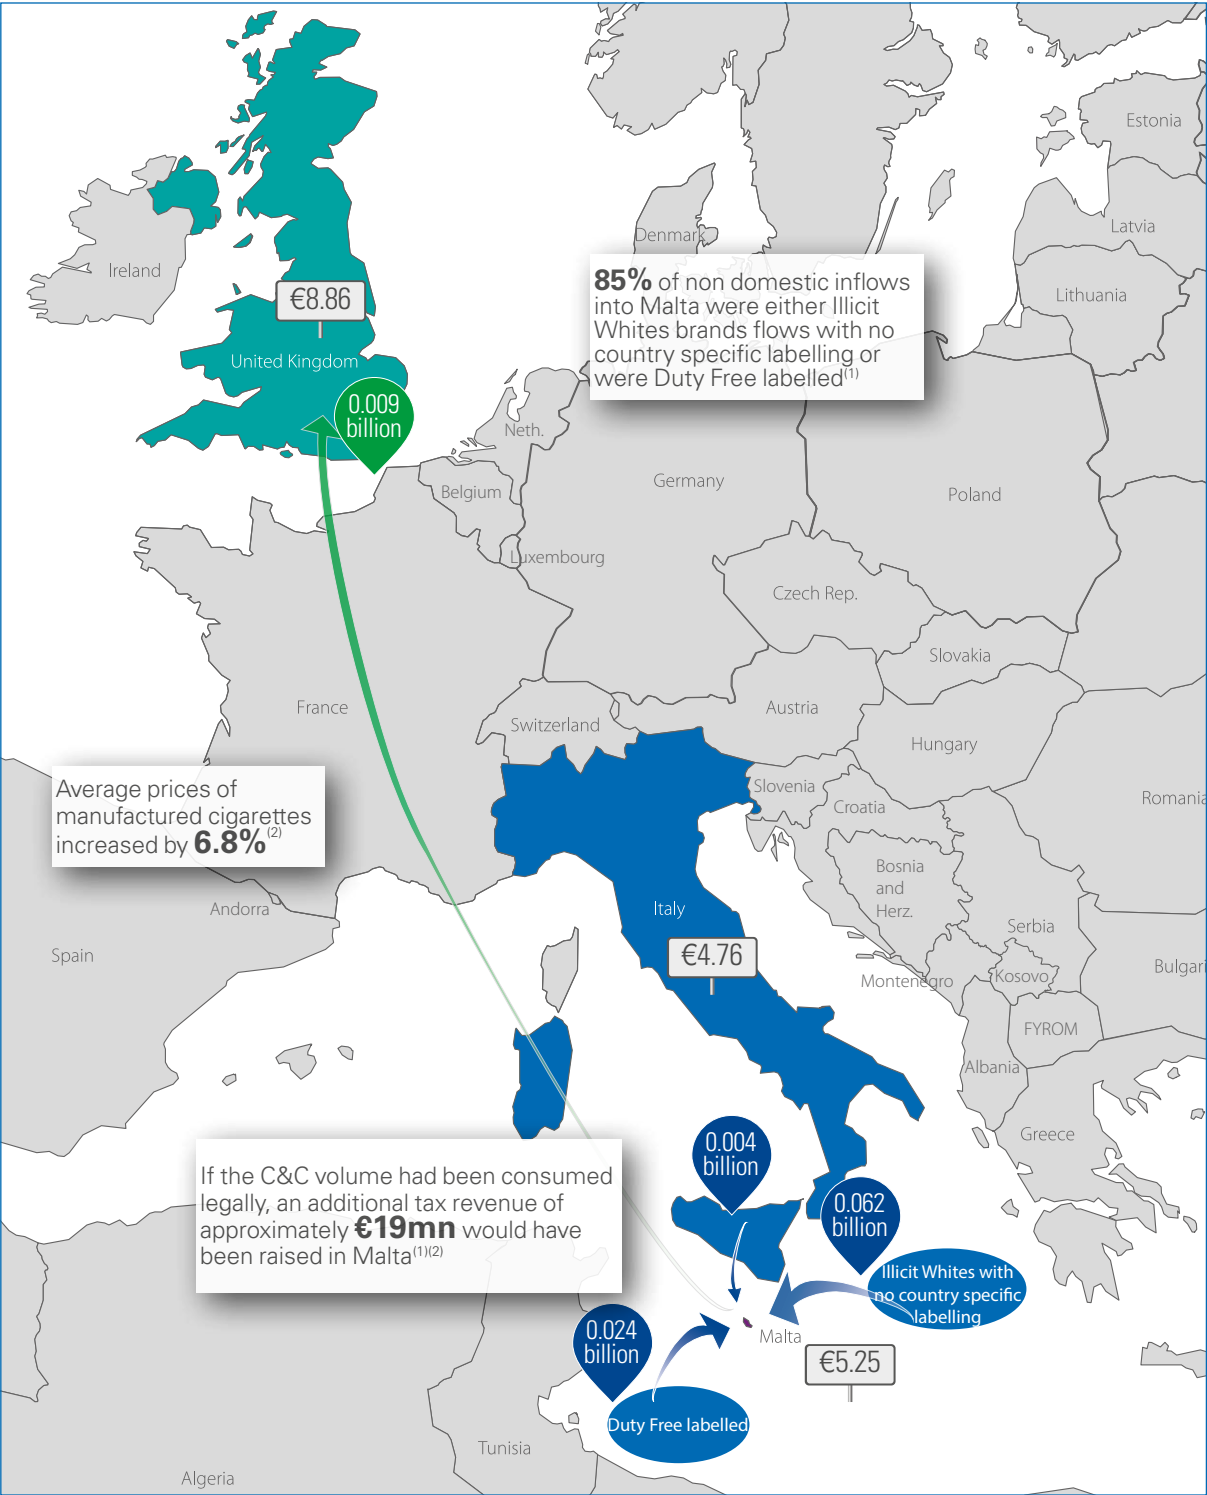 Estonia
Latvia
Denmark
Ireland
85% of non domestic inflows
into Malta were either Illicit
Whites brands flows with no
country specific labelling or
were Duty Free labelled(1)
Lithuania
€8.86
United Kingdom
0.009
billion
Neth.
Belgium
Germany
Poland
Luxembourg
Czech Rep.
Slovakia
France
Switzerland
Austria
Hungary
Average prices of
manufactured cigarettes
increased by 6.8%(2)
Slovenia
Croatia
Romania
Bosnia
and
Herz.
Andorra
Italy
Serbia
Spain
€4.76
Montenegro
Kosovo
Bulgari
FYROM
Albania
Greece
If the C&C volume had been consumed
legally, an additional tax revenue of
approximately €19mn would have
been raised in Malta(1)(2)
0.004
billion
0.062
billion
Illicit Whites with
no country specific
labelling
0.024
billion
Malta
€5.25
Duty Free labelled
Tunisia
Algeria